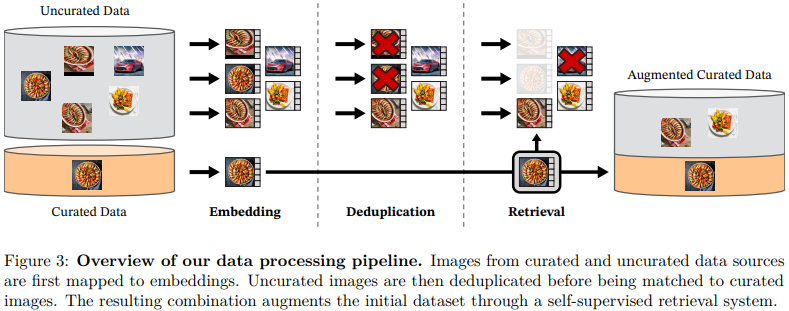 Uncurated Data
Augmented Curated Data
Curated Data
Embedding
Deduplication
Retrieval
Figure 3: Overview of our data processing pipeline. Images from curated and uncurated data sources
are first mapped to embeddings. Uncurated images are then deduplicated before being matched to curated
images. The resulting combination augments the initial dataset through a self-supervised retrieval system.